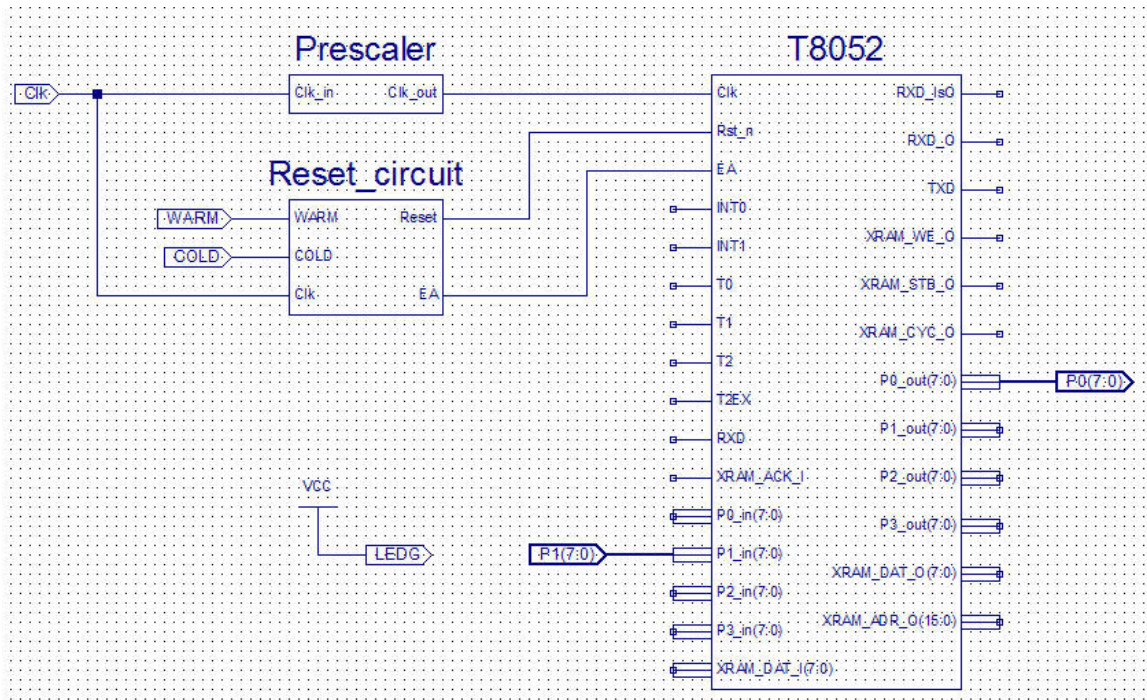 Prescaler
T8052
Clk
Clk_in
Clk_out
Reset_circuit
WARM
COLD
WARM
COLD
Clk
Reset
EA
Clk
Rst_n
EA
INT0
INT1
T0
T1
T2
T2EX
RXD
XRAM_ACK_I
P0_in(7:0)
P1_in(7:0)
P2_in(7:0)
P3_in(7:0)
XRAM_DAT_I(7:0)
RXD_IsO
RXD_O
TXD
XRAM_WE_O
XRAM_STB_O
XRAM_CYC_O
P0_out(7:0)
P1_out(7:0)
P2_out(7:0)
P3_out(7:0)
XRAM_DAT_O(7:0)
XRAM_ADR_O(15:0)
P0(7:0)
VCC
LEDG
P1(7:0)